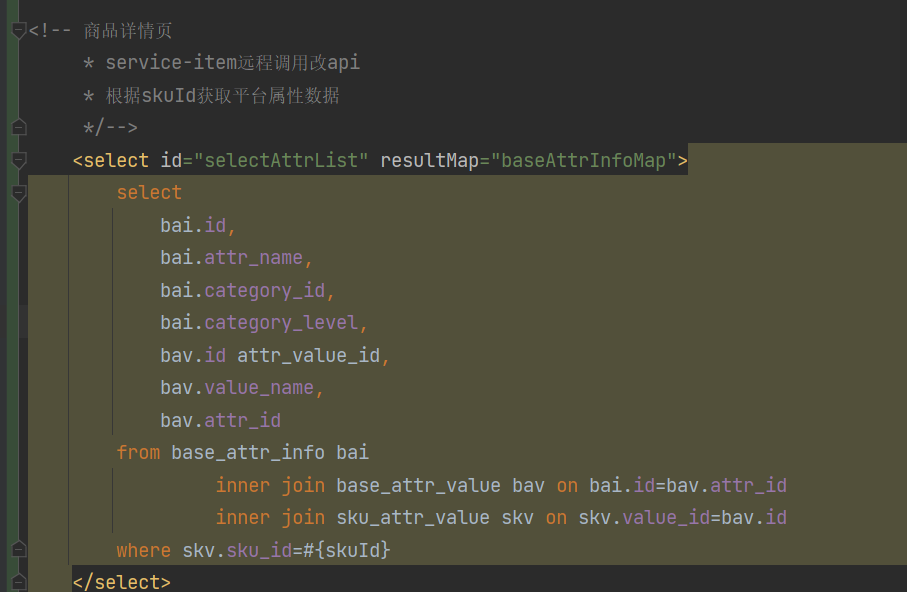 <!-- 商品详情页
* service-item远程调用改api
* 根据skuId获取平台属性数据
*/-->
<select id="selectAttrList" resultMap="baseAttrInfoMap">
select
bai.id,
bai.attr_name,
bai.category_id,
bai.category_level,
bav.id attr_value_id,
bav.value_name,
bav.attr_id
from base_attr_info bai
inner join base_attr_value bav on bai.id=bav.attr_id
inner join sku_attr_value skv on skv.value_id=bav.id
where skv.sku_id=#{skuId}
</select>